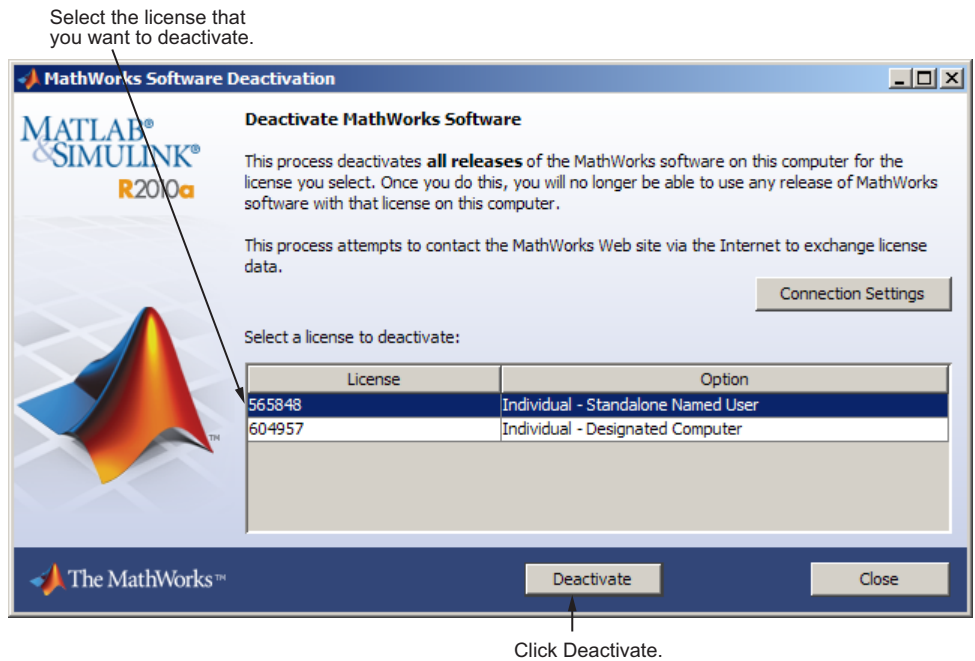 Select the license that
you want to deactivate.
MathWorks Software Deactivation
MATLAB®
&SIMULINK®
R2010a
Deactivate MathWorks Software
This process deactivates all releases of the MathWorks software on this computer for the
license you select. Once you do this, you will no longer be able to use any release of MathWorks
software with that license on this computer.
This process attempts to contact the MathWorks Web site via the Internet to exchange license
data.
Connection Settings
Select a license to deactivate:
License Option
565848 Individual - Standalone Named User
604957 Individual - Designated Computer
TM
The MathWorks™
Deactivate
Close
Click Deactivate.